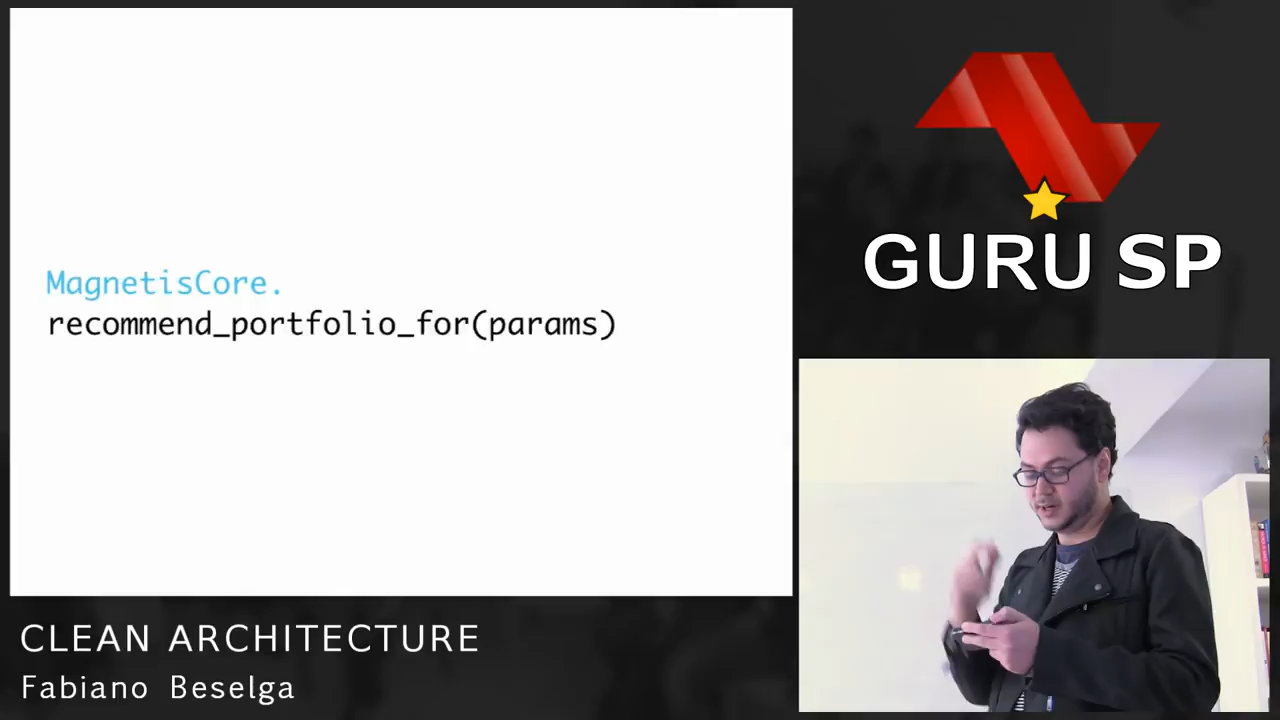 MagnetisCore.
recommend_portfolio_for(params)
GURU SP
CLEAN ARCHITECTURE
Fabiano Beselga